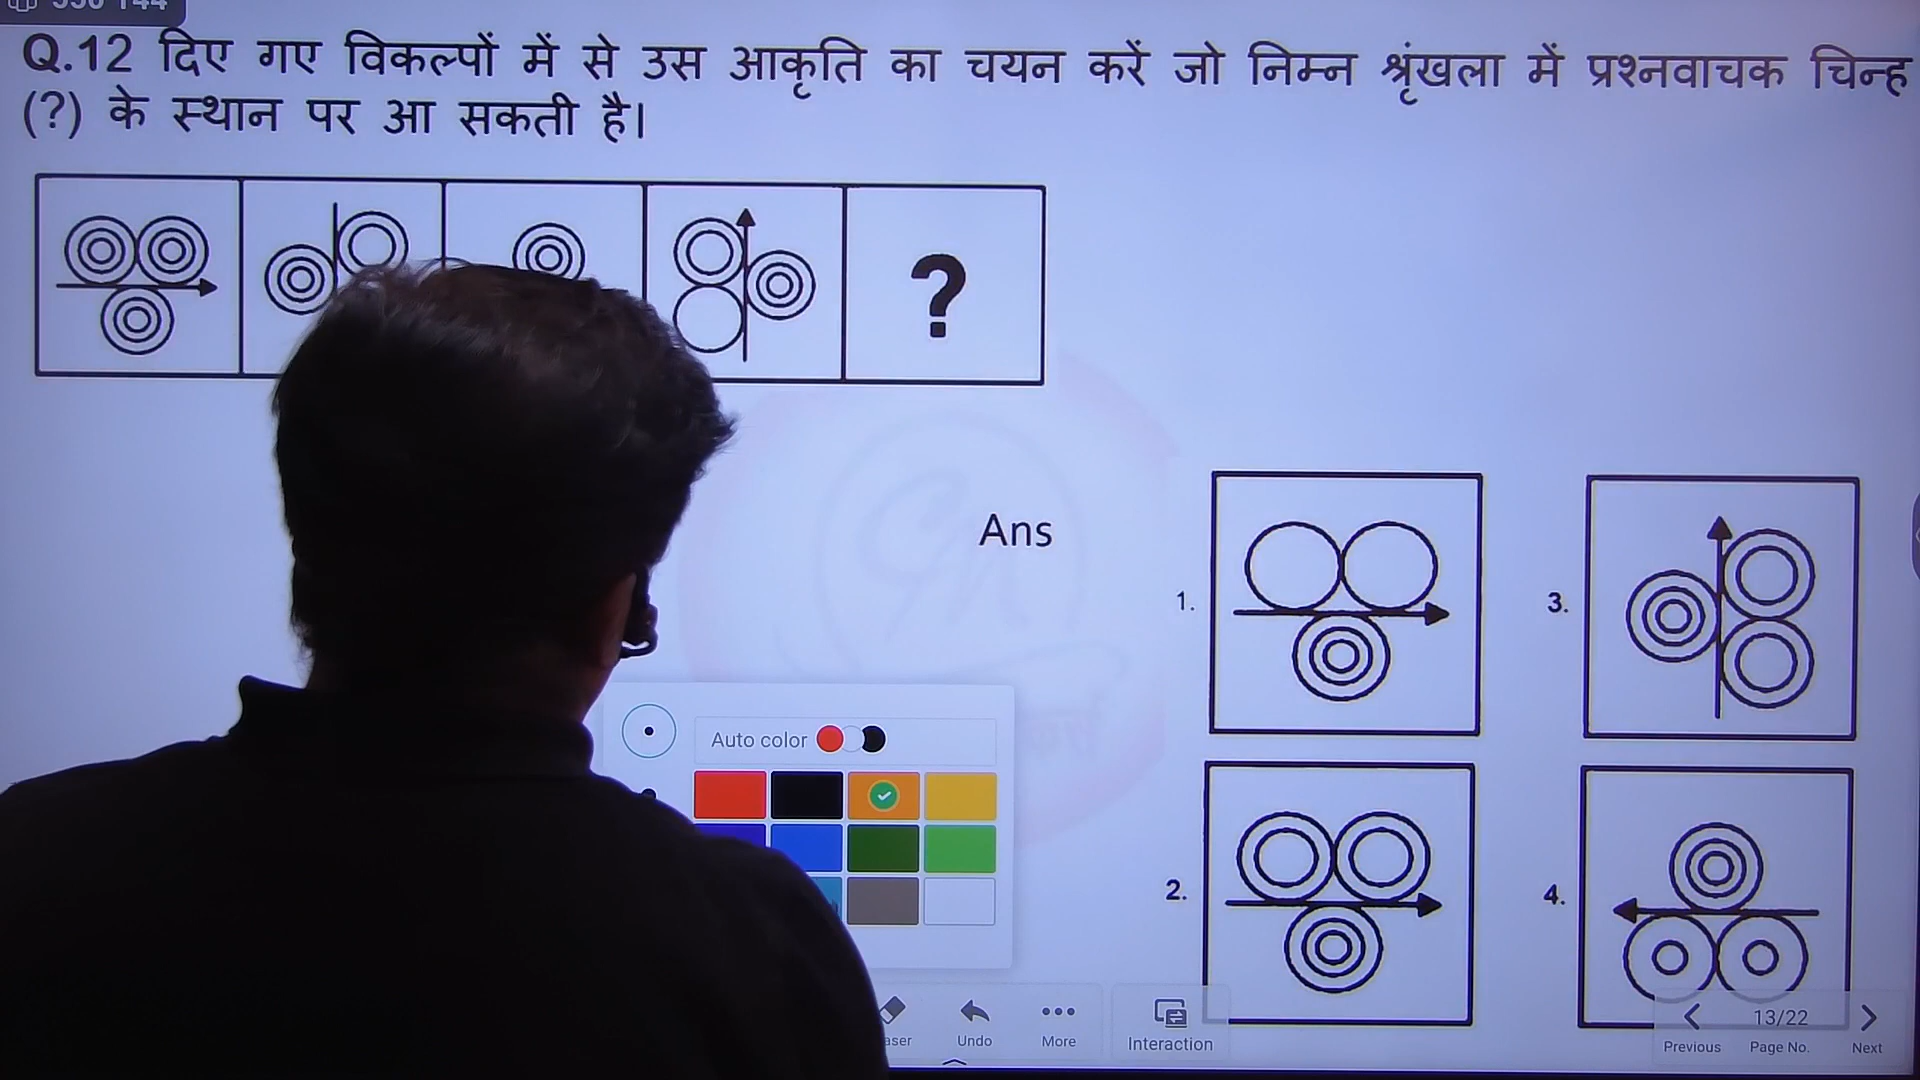 Q.12 दिए गए विकल्पों में से उस आकृति का चयन करें जो निम्न श्रृंखला में प्रश्नवाचक चिन्ह
(?) के स्थान पर आ सकती है।
?
Ans
1.
3.
2.
4.
Auto color
Undo
More
Interaction
13/22
Previous
Page No.
Next